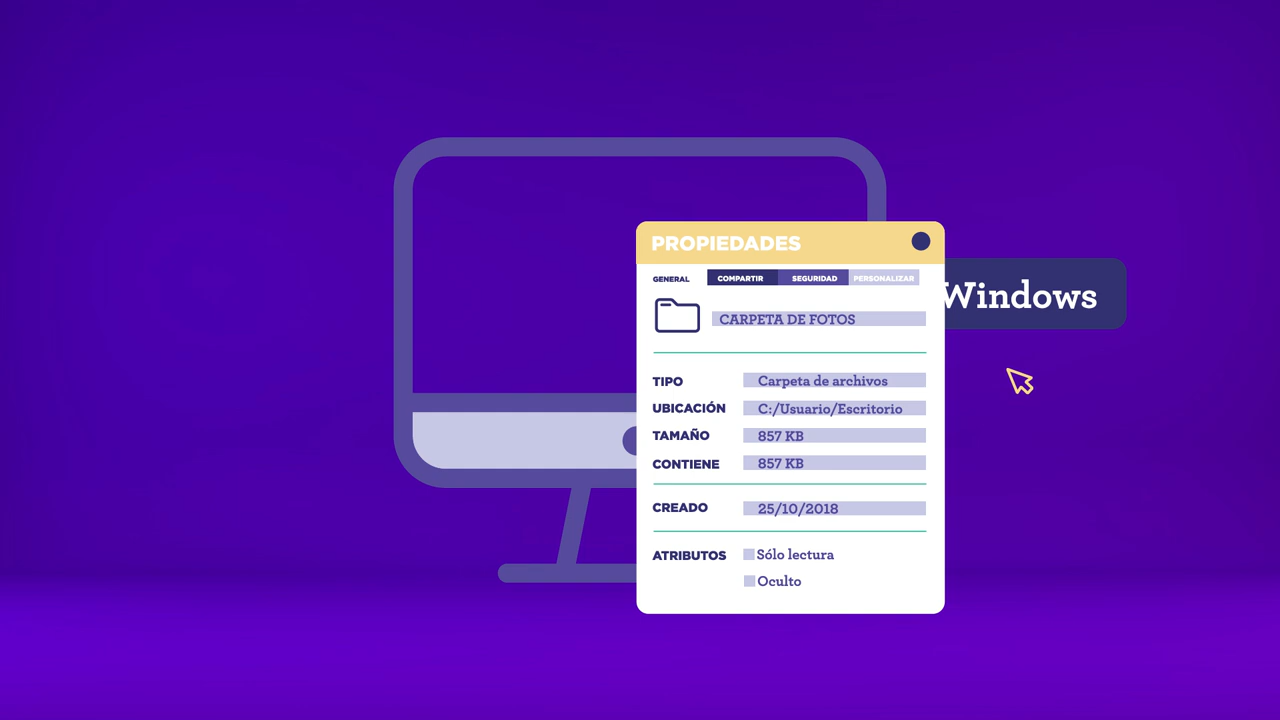 PROPIEDADES
GENERAL COMPARTIR SEGURIDAD PERSONALIZAR
Windows
CARPETA DE FOTOS
TIPO Carpeta de archivos
UBICACIÓN C:/Usuario/Escritorio
TAMAÑO 857 KB
CONTIENE 857 KB
CREADO 25/10/2018
ATRIBUTOS Sólo lectura
Oculto